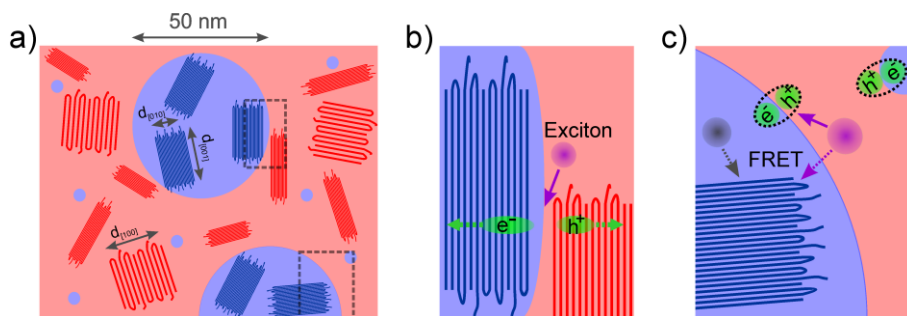 a)
50 nm
d[010]
d[001]
d[100]
b)
Exciton
e-
h+
c)
e-
h+
h+
e-
FRET